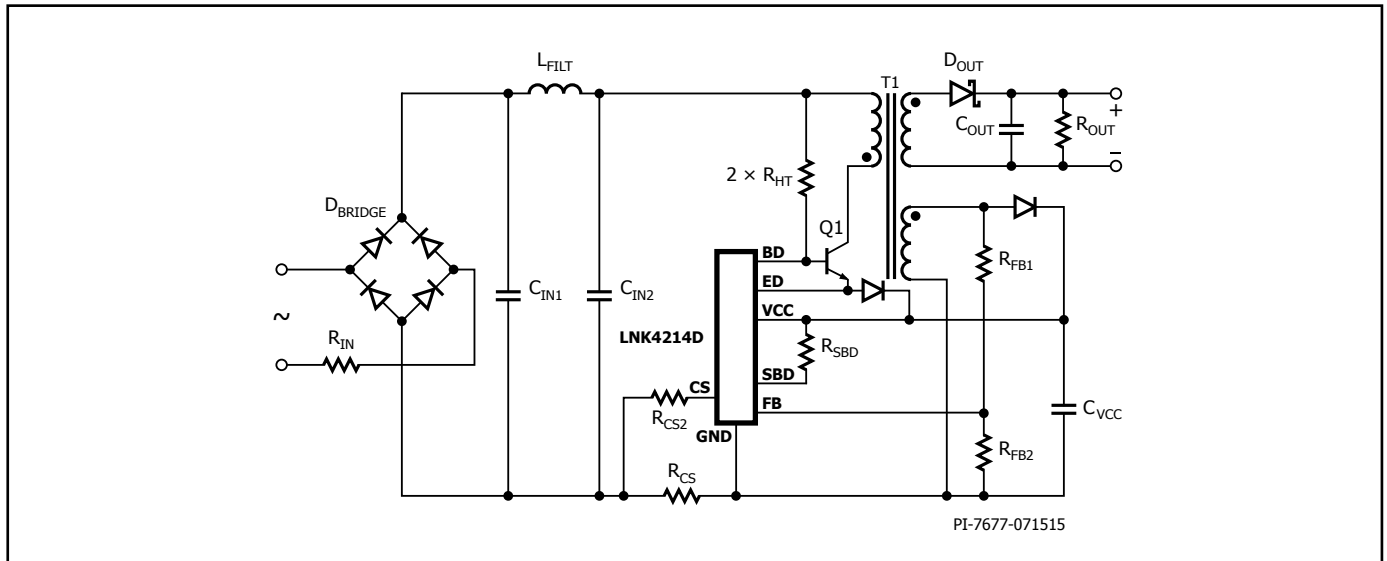 L_FILT
D_OUT
T1
C_OUT
R_OUT
+
–
2 × R_HT
D_BRIDGE
Q1
BD
ED
VCC
LNK4214D
R_SBD
SBD
FB
CS
GND
R_FB1
R_FB2
C_VCC
C_IN1
C_IN2
~
R_IN
R_CS2
R_CS
PI-7677-071515